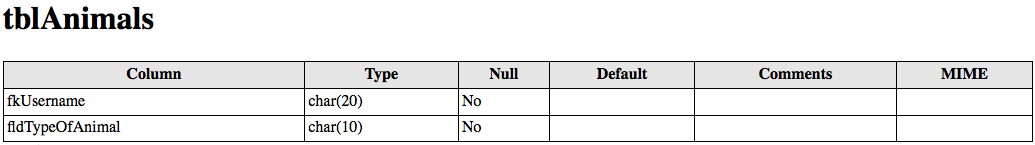 tblAnimals
Column Type Null Default Comments MIME
fkUsername char(20) No
fldTypeOfAnimal char(10) No